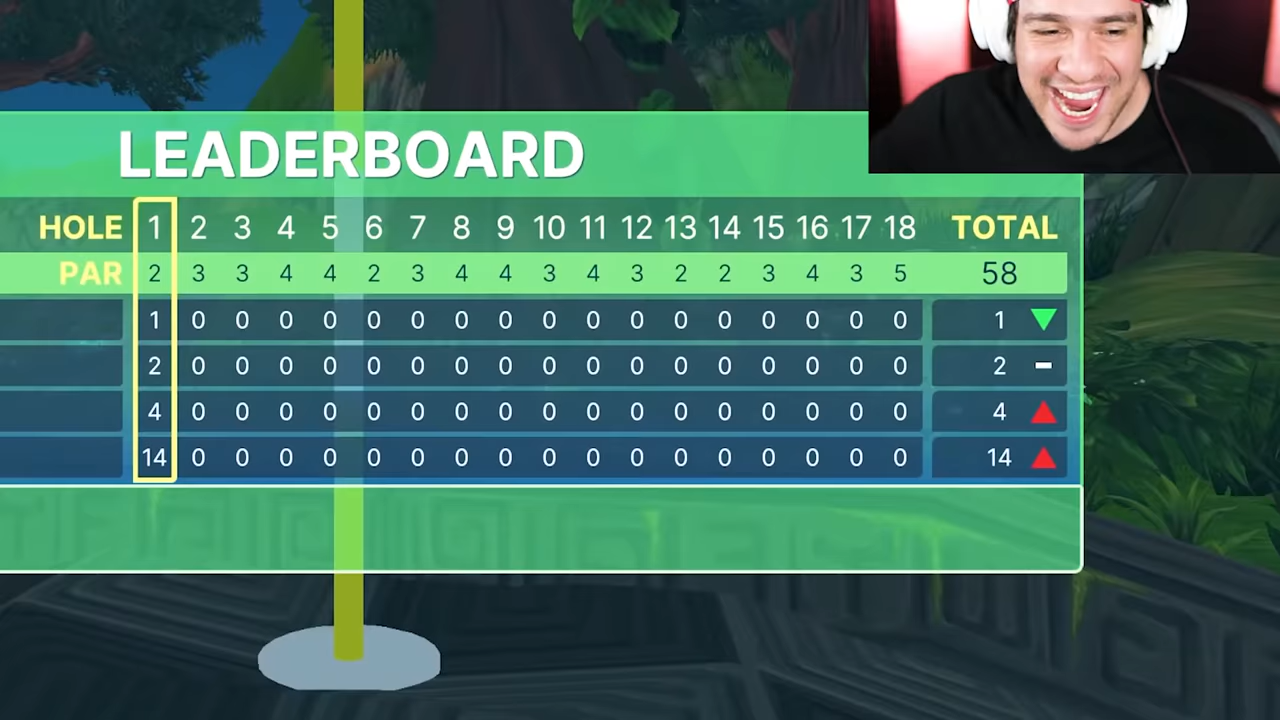 LEADERBOARD
HOLE 1 2 3 4 5 6 7 8 9 10 11 12 13 14 15 16 17 18 TOTAL
PAR 2 3 3 4 4 2 3 4 4 3 4 3 2 2 3 4 3 5 58
1 0 0 0 0 0 0 0 0 0 0 0 0 0 0 0 0 0 1
2 0 0 0 0 0 0 0 0 0 0 0 0 0 0 0 0 0 2
4 0 0 0 0 0 0 0 0 0 0 0 0 0 0 0 0 0 4
14 0 0 0 0 0 0 0 0 0 0 0 0 0 0 0 0 0 14